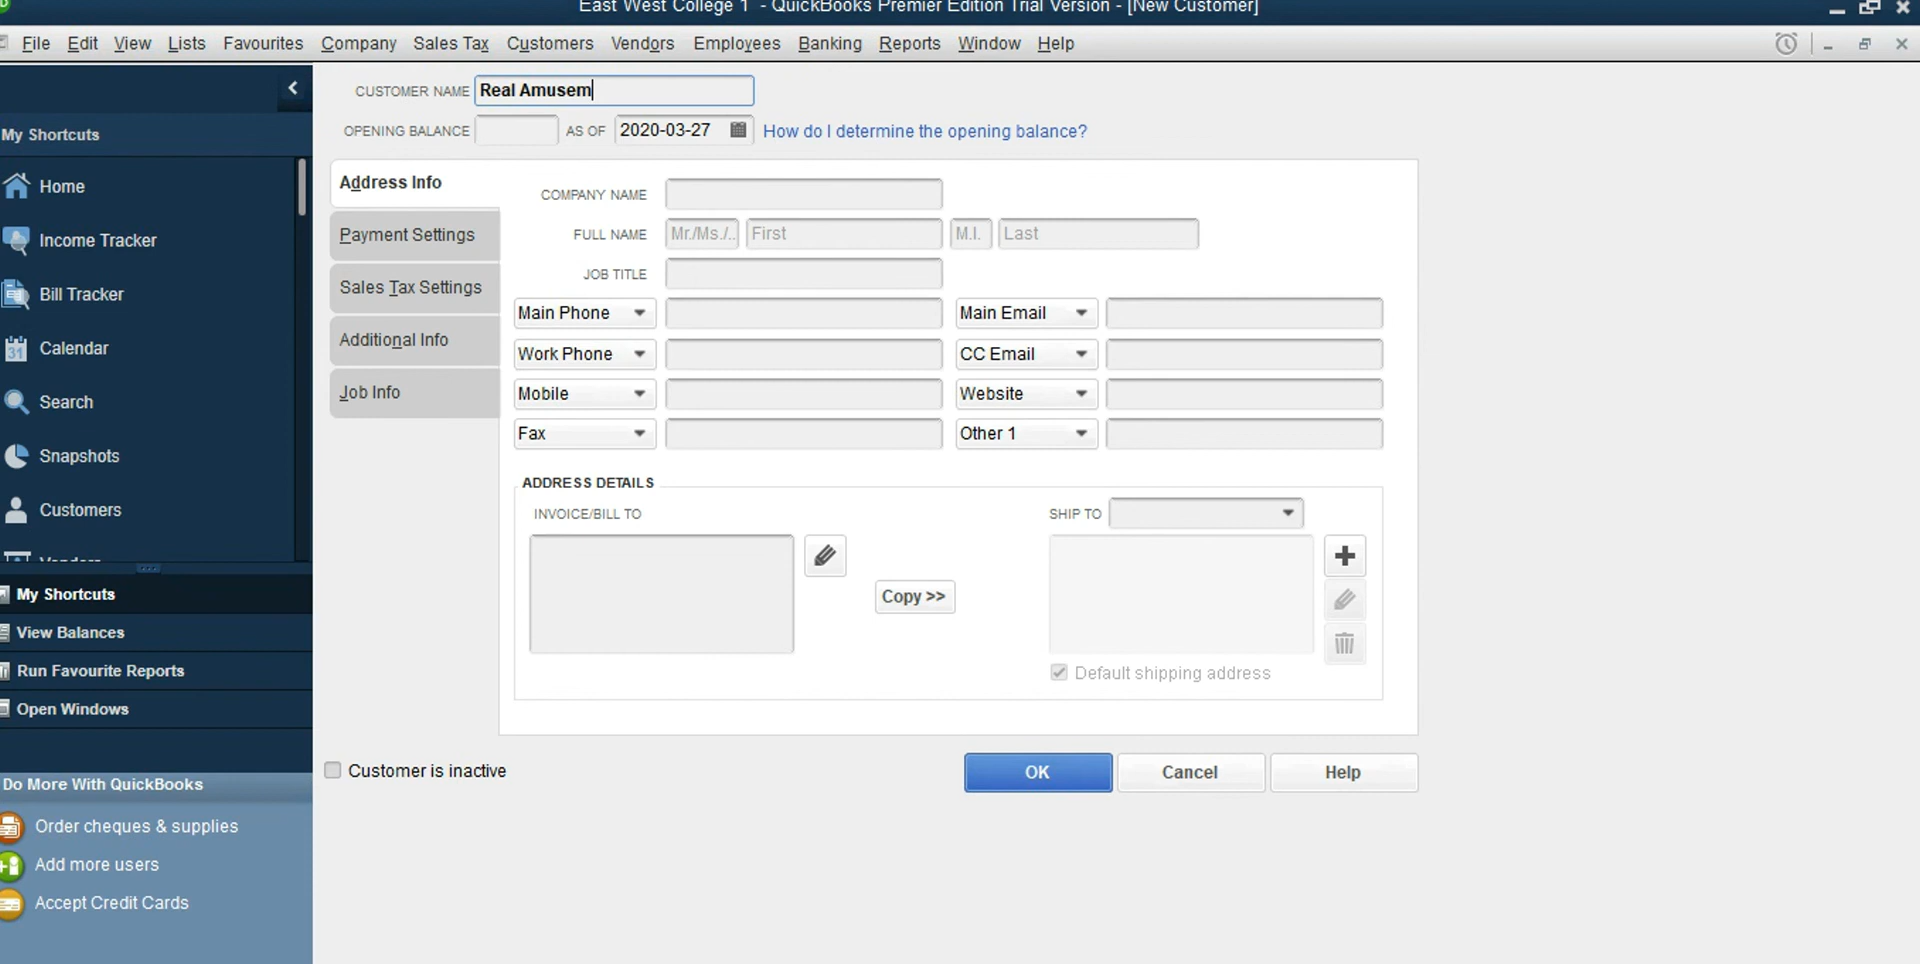 East West College 1 - QuickBooks Premier Edition Trial Version - [New Customer]
File Edit View Lists Favourites Company Sales Tax Customers Vendors Employees Banking Reports Window Help
CUSTOMER NAME Real Amusem
OPENING BALANCE AS OF 2020-03-27 How do I determine the opening balance?
My Shortcuts
Home
Income Tracker
Bill Tracker
31 Calendar
Search
Snapshots
Customers
Vendors
My Shortcuts
View Balances
Run Favourite Reports
Open Windows
Do More With QuickBooks
Order cheques & supplies
Add more users
Accept Credit Cards
Address Info
Payment Settings
Sales Tax Settings
Additional Info
Job Info
COMPANY NAME
FULL NAME Mr./Ms./.. First M.I. Last
JOB TITLE
Main Phone Main Email
Work Phone CC Email
Mobile Website
Fax Other 1
ADDRESS DETAILS
INVOICE/BILL TO SHIP TO
Copy >>
Default shipping address
Customer is inactive OK Cancel Help